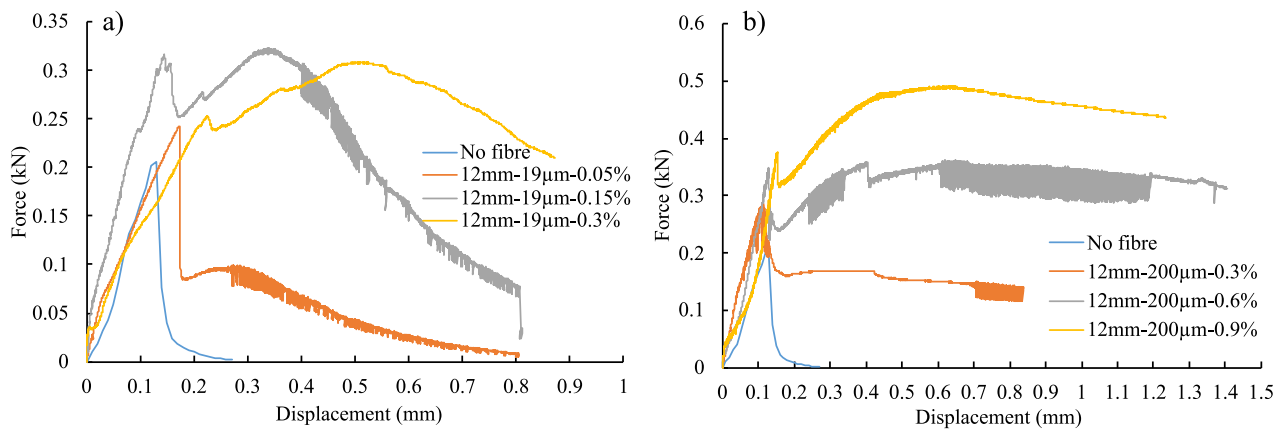 a)
0.35
0.3
0.25
0.2
0.15
0.1
0.05
0
Force (kN)
No fibre
12mm-19µm-0.05%
12mm-19µm-0.15%
12mm-19µm-0.3%
0 0.1 0.2 0.3 0.4 0.5 0.6 0.7 0.8 0.9 1
Displacement (mm)
b)
0.6
0.5
0.4
0.3
0.2
0.1
0
Force (kN)
No fibre
12mm-200µm-0.3%
12mm-200µm-0.6%
12mm-200µm-0.9%
0 0.1 0.2 0.3 0.4 0.5 0.6 0.7 0.8 0.9 1 1.1 1.2 1.3 1.4 1.5
Displacement (mm)